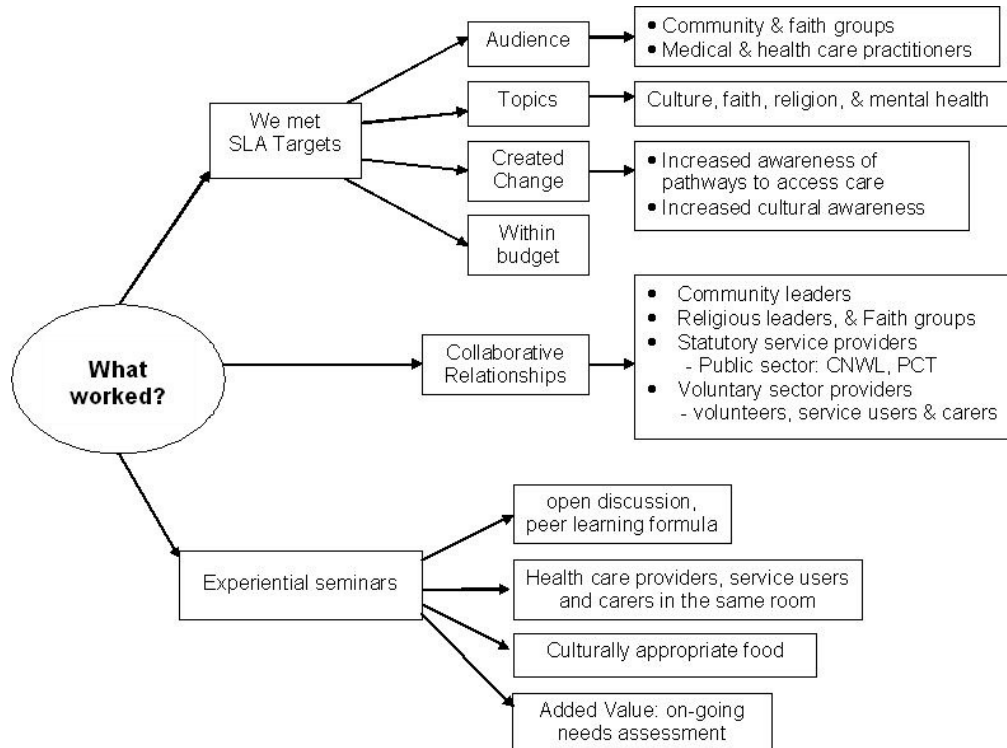 Audience
• Community & faith groups
• Medical & health care practitioners
We met
SLA Targets
Topics
Culture, faith, religion, & mental health
Created
Change
• Increased awareness of
pathways to access care
• Increased cultural awareness
Within
budget
What
worked?
Collaborative
Relationships
• Community leaders
• Religious leaders, & Faith groups
• Statutory service providers
- Public sector: CNWL, PCT
• Voluntary sector providers
- volunteers, service users & carers
Experiential seminars
open discussion,
peer learning formula
Health care providers, service users
and carers in the same room
Culturally appropriate food
Added Value: on-going
needs assessment